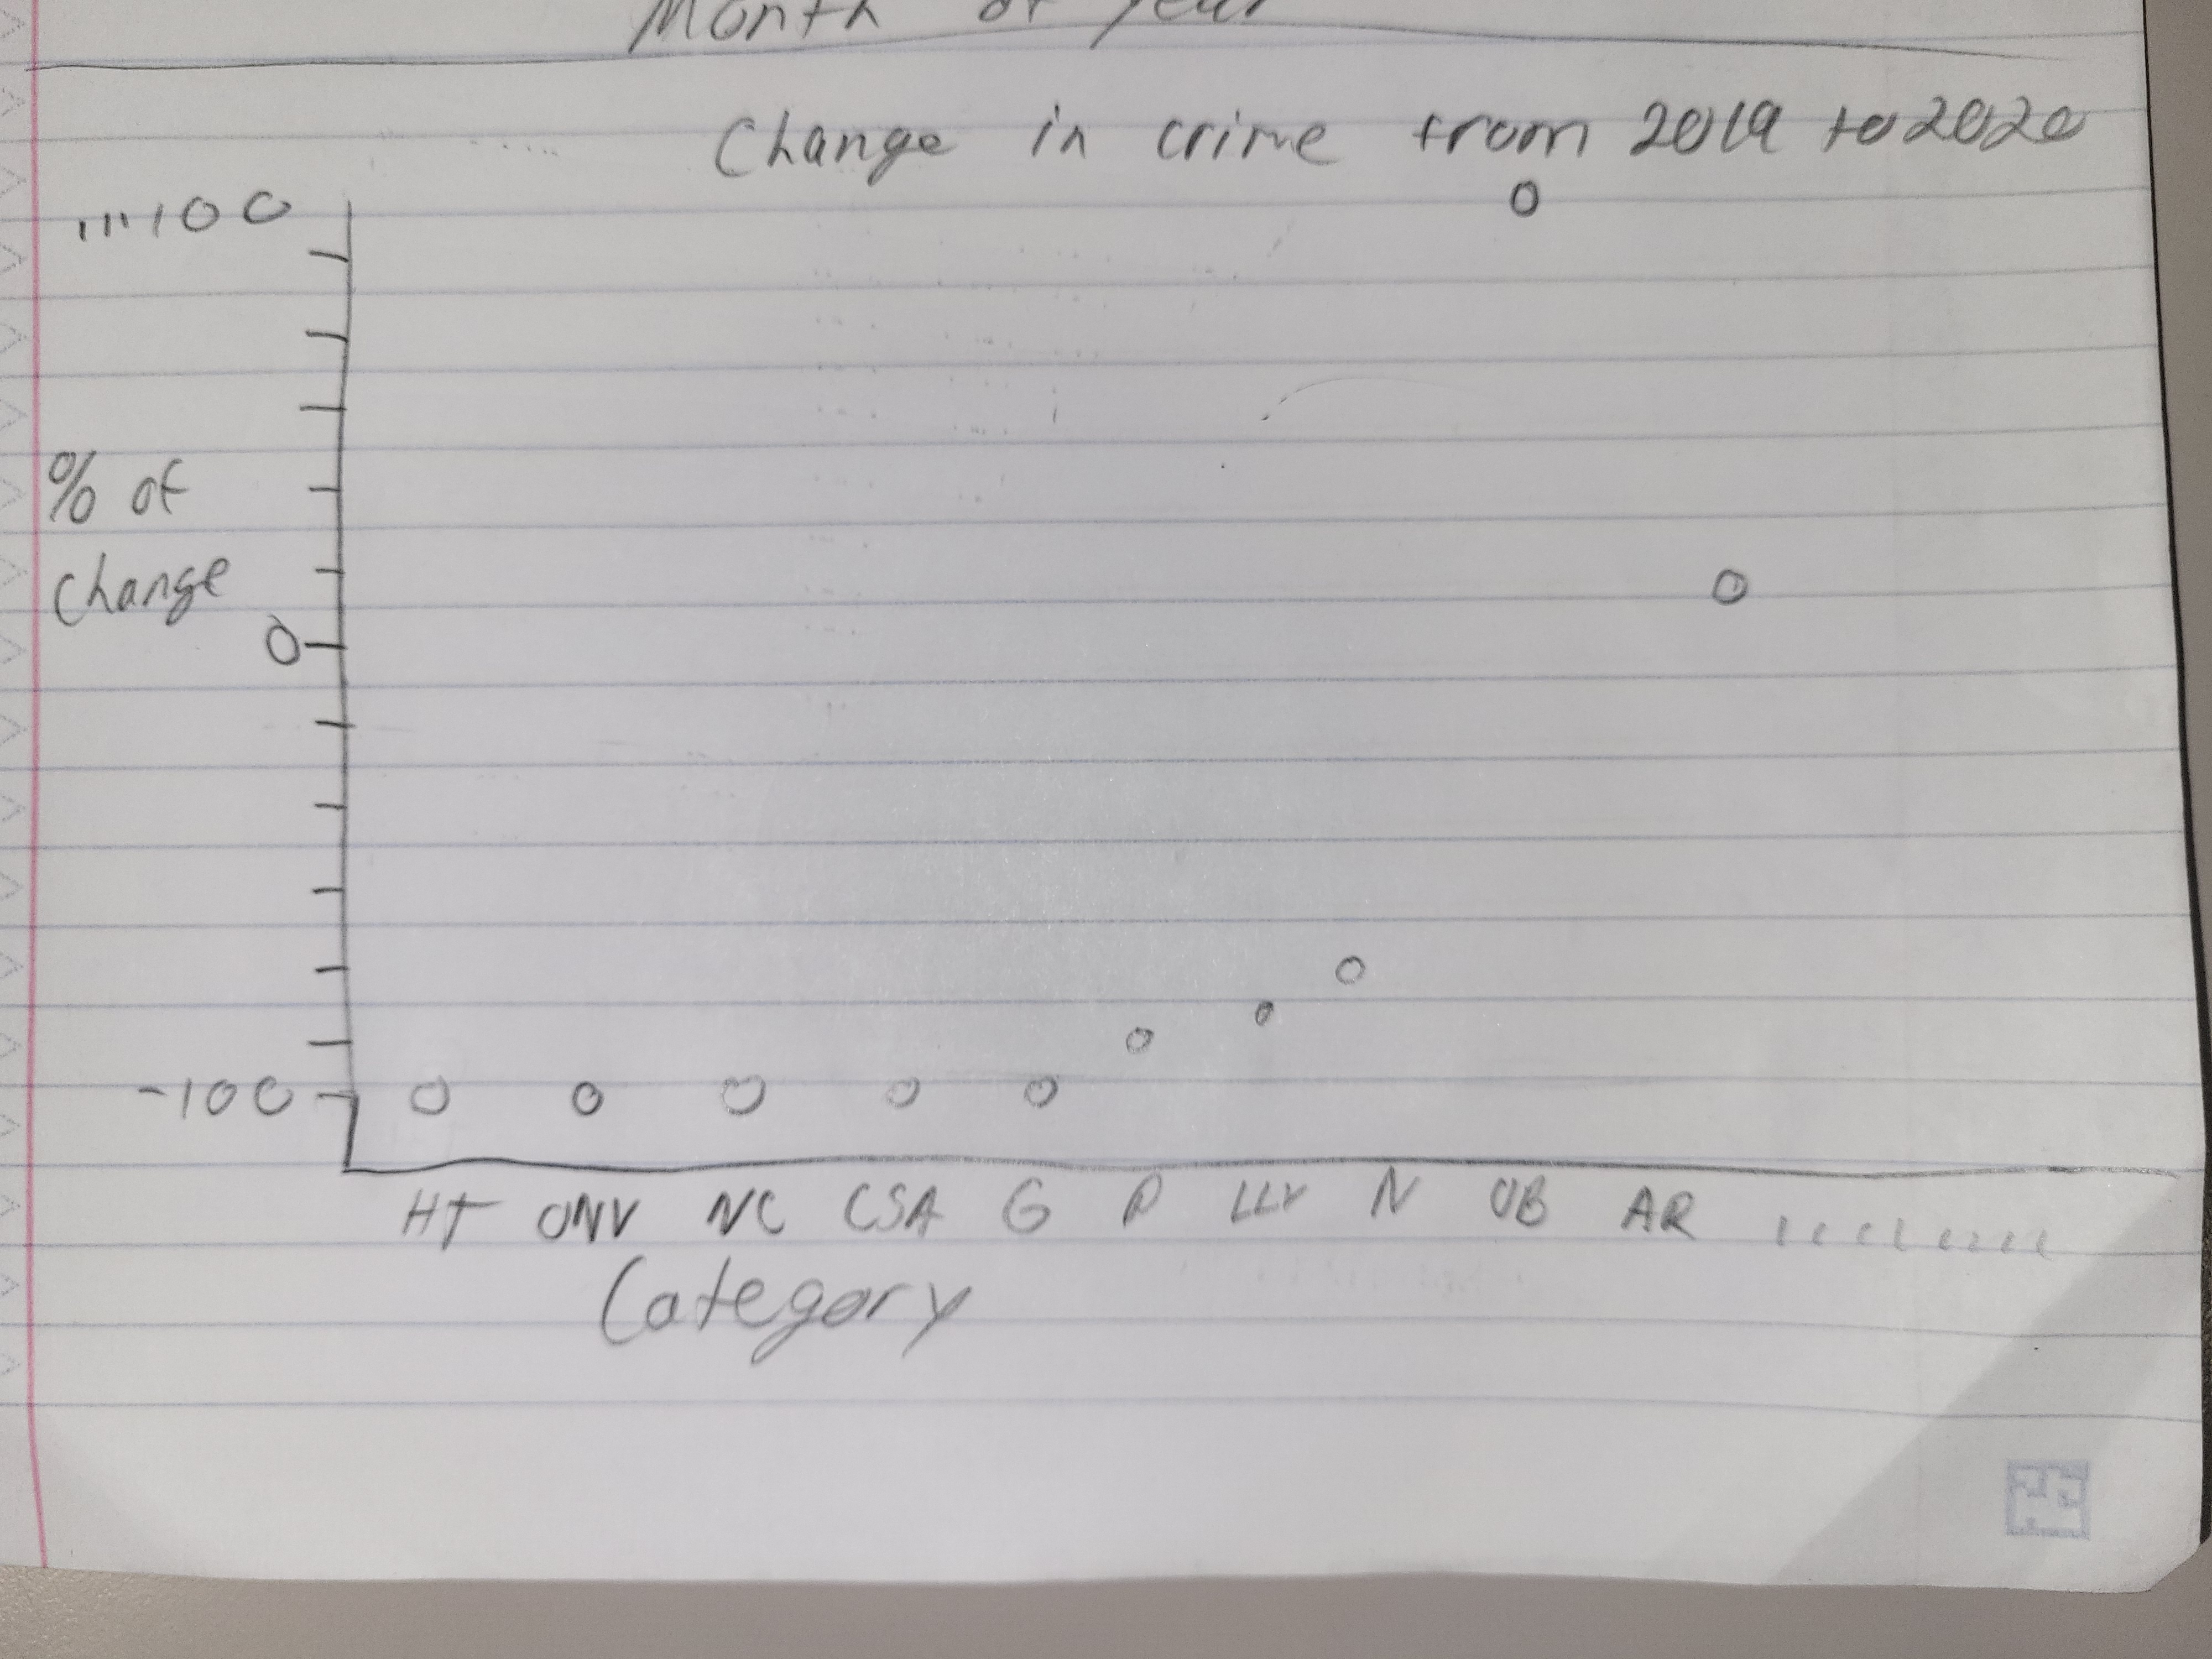 Month of year
Change in crime from 2019 to 2020
,,,,100
% of
change
0
-100
HT ONV NC CSA G P LLV N OB AR
Category